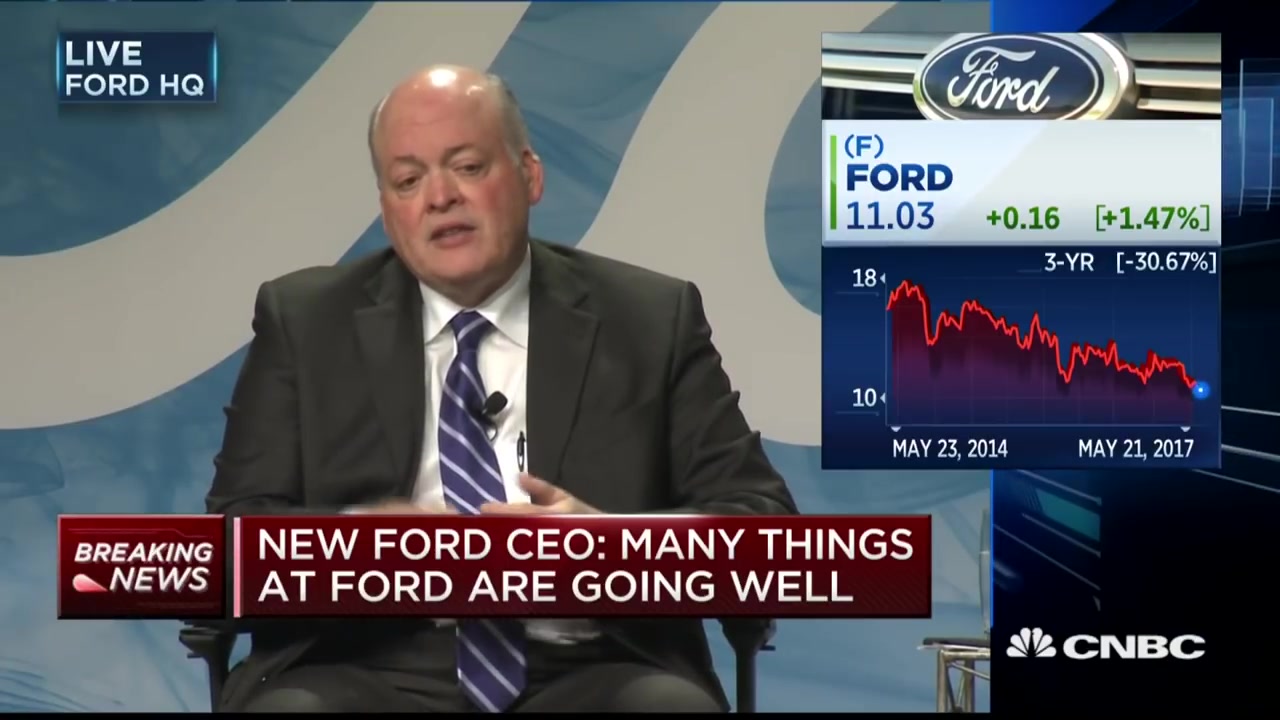 LIVE
FORD HQ
Ford
(F)
FORD
11.03 +0.16 [+1.47%]
3-YR [-30.67%]
18
10
MAY 23, 2014 MAY 21, 2017
BREAKING
NEWS
NEW FORD CEO: MANY THINGS
AT FORD ARE GOING WELL
CNBC